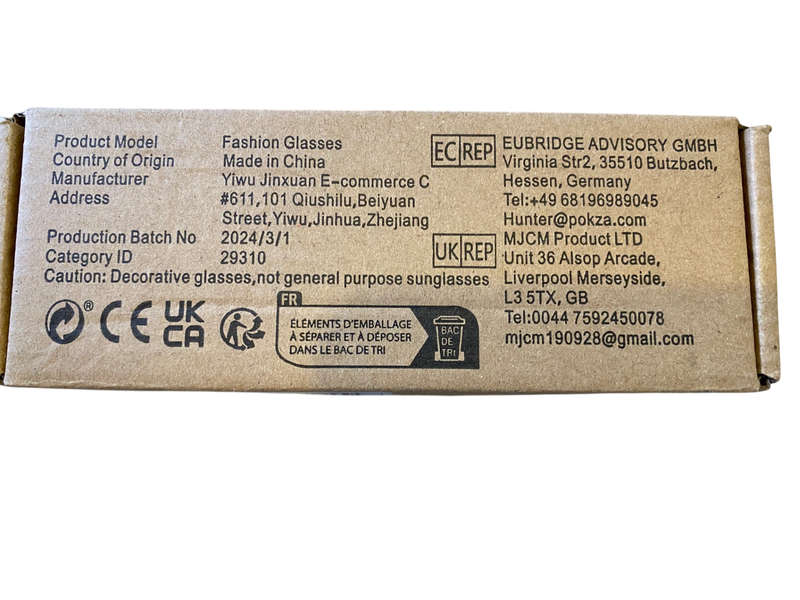 Product Model Fashion Glasses
Country of Origin Made in China
Manufacturer Yiwu Jinxuan E-commerce C
Address #611,101 Qiushilu,Beiyuan
Street,Yiwu,Jinhua,Zhejiang
Production Batch No 2024/3/1
Category ID 29310
Caution: Decorative glasses,not general purpose sunglasses
EC REP EUBRIDGE ADVISORY GMBH
Virginia Str2, 35510 Butzbach,
Hessen, Germany
Tel:+49 68196989045
Hunter@pokza.com
UK REP MJCM Product LTD
Unit 36 Alsop Arcade,
Liverpool Merseyside,
L3 5TX, GB
Tel:0044 7592450078
mjcm190928@gmail.com
® CE UK
CA
FR
ÉLÉMENTS D'EMBALLAGE
À SÉPARER ET À DÉPOSER
DANS LE BAC DE TRI
BAC
DE
TRI